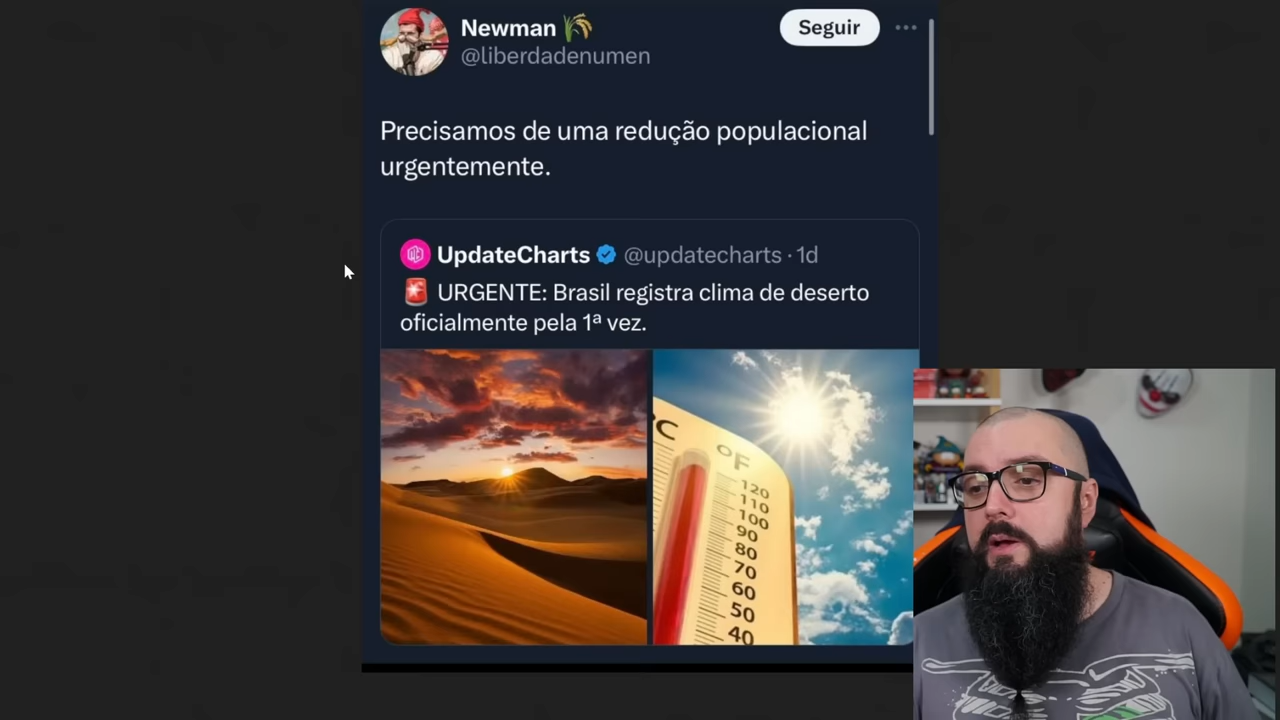 Newman
Seguir
@liberdadenumen
Precisamos de uma redução populacional
urgentemente.
UpdateCharts @updatecharts · 1d
URGENTE: Brasil registra clima de deserto
oficialmente pela 1ª vez.
°C
°F
120
110
100
90
80
70
60
50
40